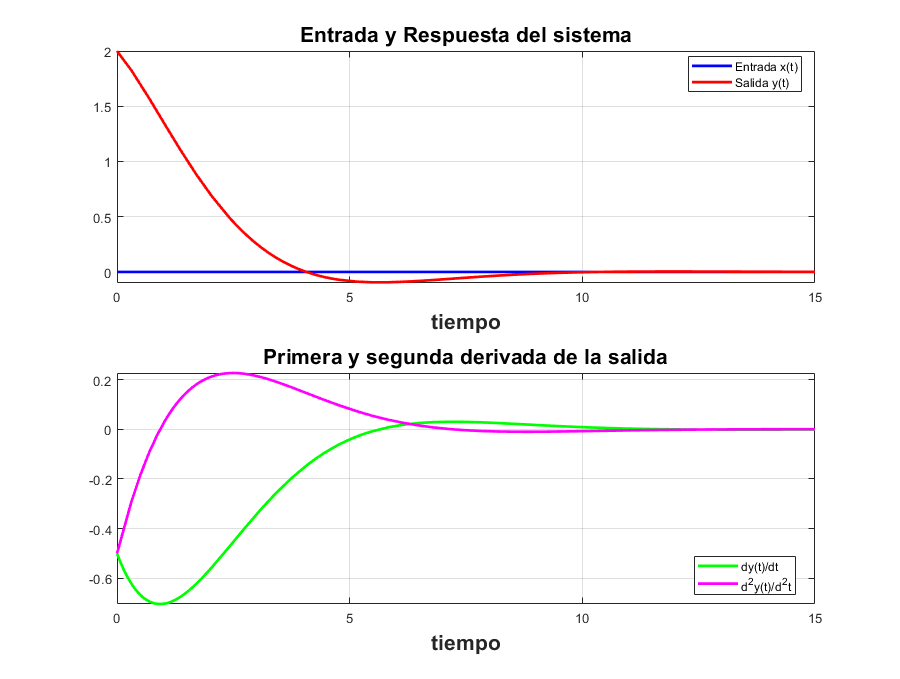 Entrada y Respuesta del sistema
2
1.5
1
0.5
0
0
5
10
15
Entrada x(t)
Salida y(t)
tiempo
Primera y segunda derivada de la salida
0.2
0
-0.2
-0.4
-0.6
0
5
10
15
dy(t)/dt
d²y(t)/d²t
tiempo